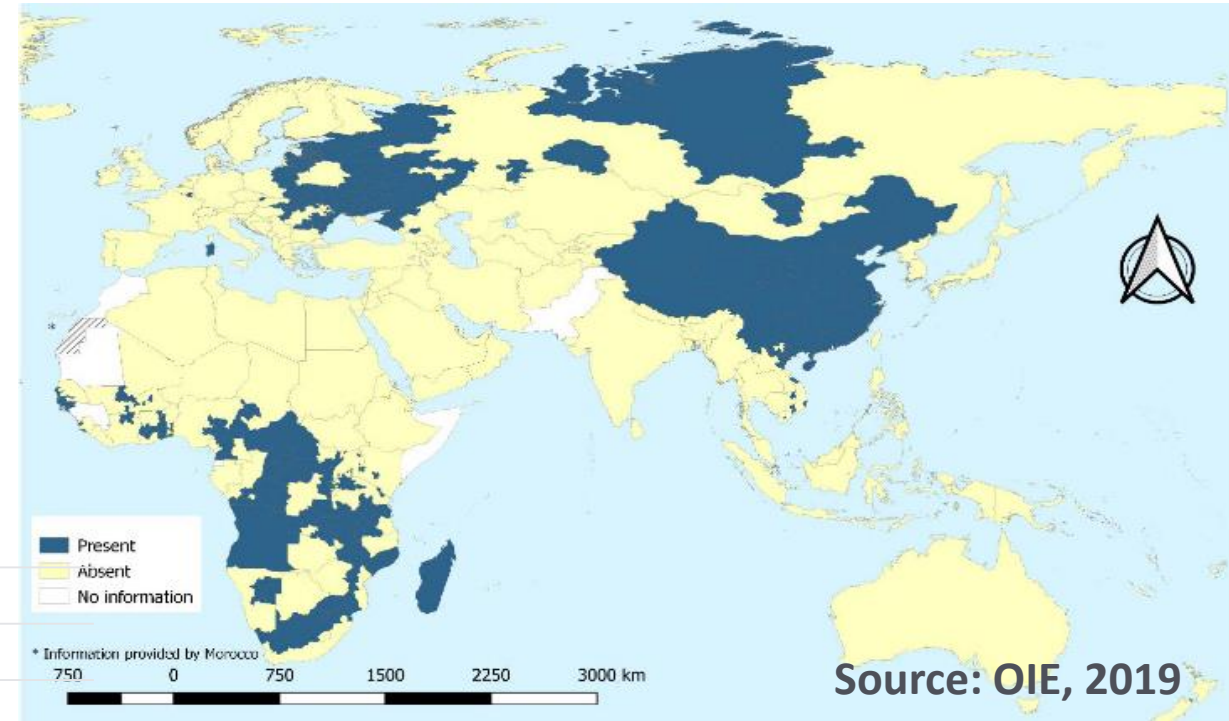 Present
Absent
No information
* Information provided by Morocco
750 0 750 1500 2250 3000 km
Source: OIE, 2019